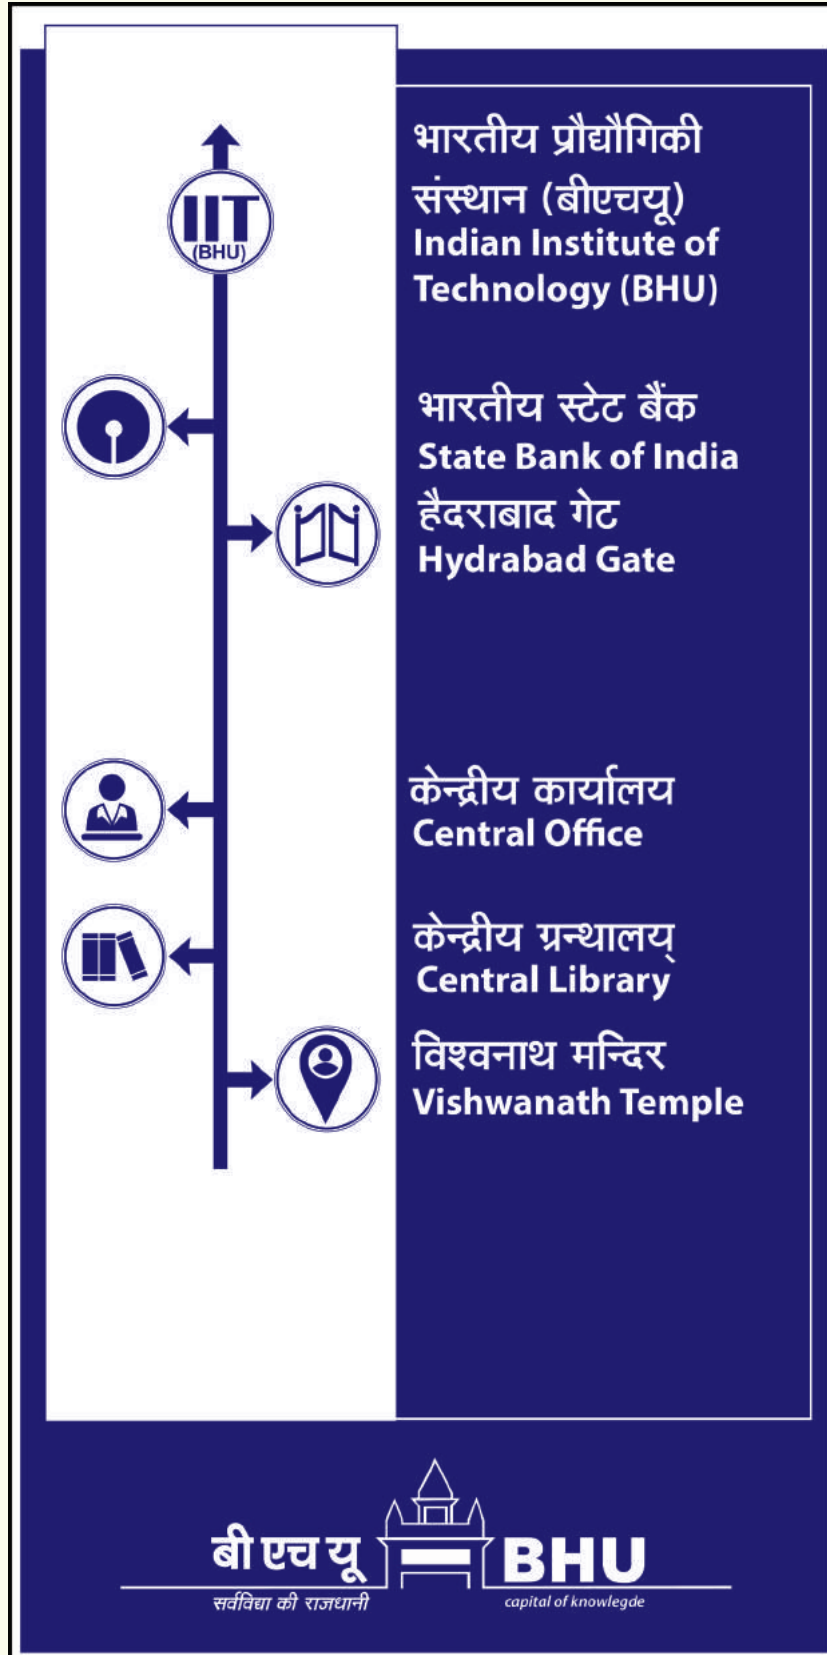 IIT
(BHU)
भारतीय प्रौद्यौगिकी
संस्थान (बीएचयू)
Indian Institute of
Technology (BHU)
भारतीय स्टेट बैंक
State Bank of India
हैदराबाद गेट
Hydrabad Gate
केन्द्रीय कार्यालय
Central Office
केन्द्रीय ग्रन्थालय्
Central Library
विश्वनाथ मन्दिर
Vishwanath Temple
बी एच यू BHU
सर्वविद्या की राजधानी capital of knowlegde